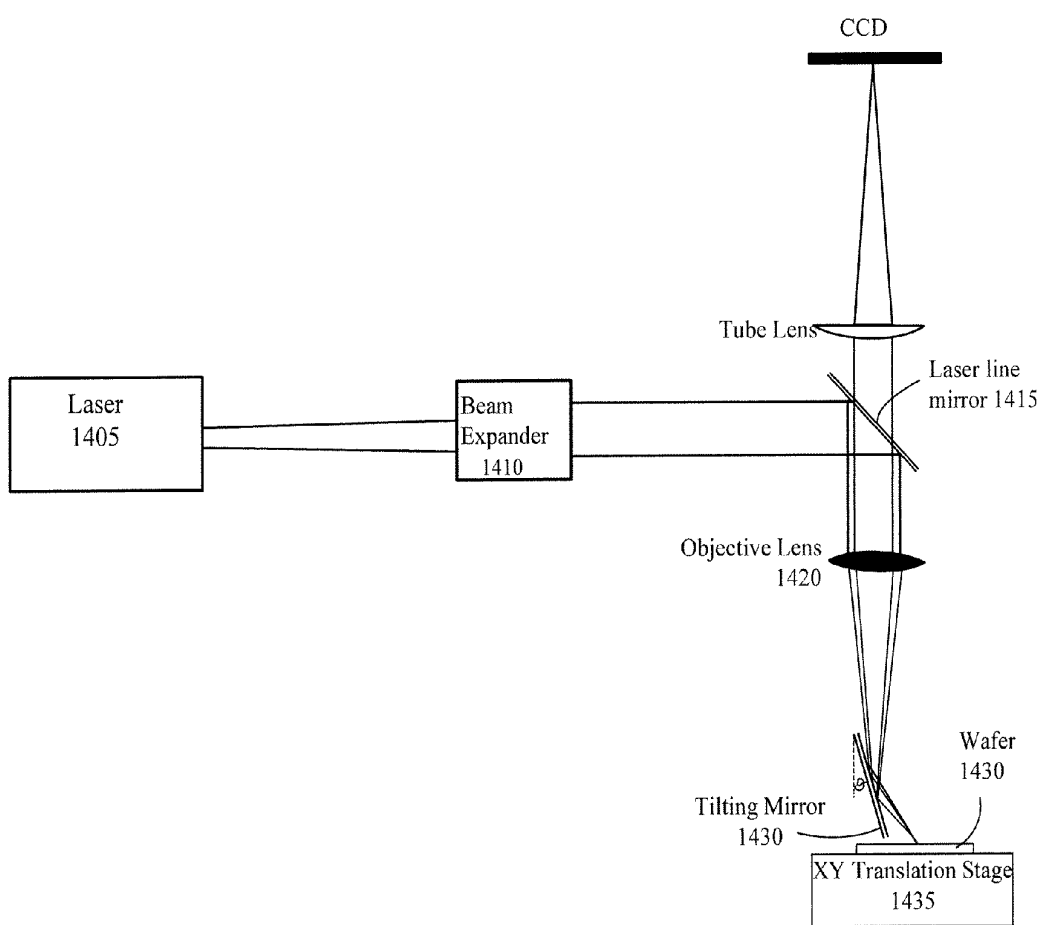 CCD
Tube Lens
Laser line
mirror 1415
Laser
1405
Beam
Expander
1410
Objective Lens
1420
Wafer
1430
φ
Tilting Mirror
1430
XY Translation Stage
1435